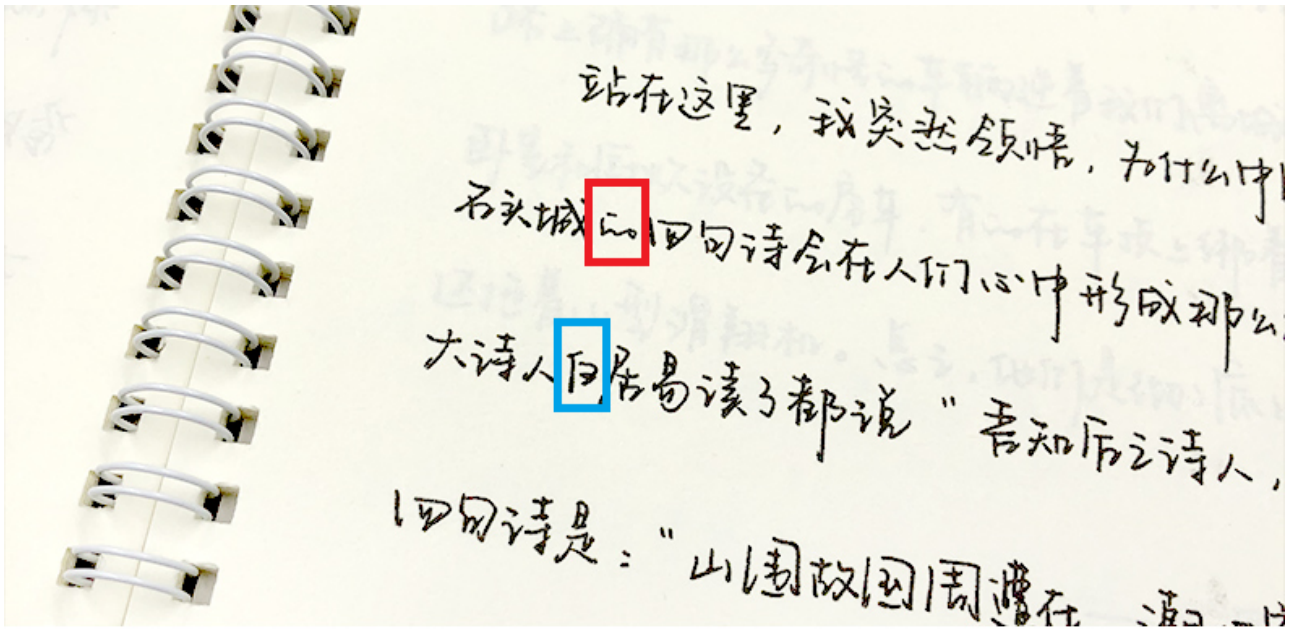 站在这里，我突然领悟，为什么中
石头城的四句诗会在人们心中形成那么
大诗人白居易读了都说“吾知后之诗人，
四句诗是：“山围故国周遭在